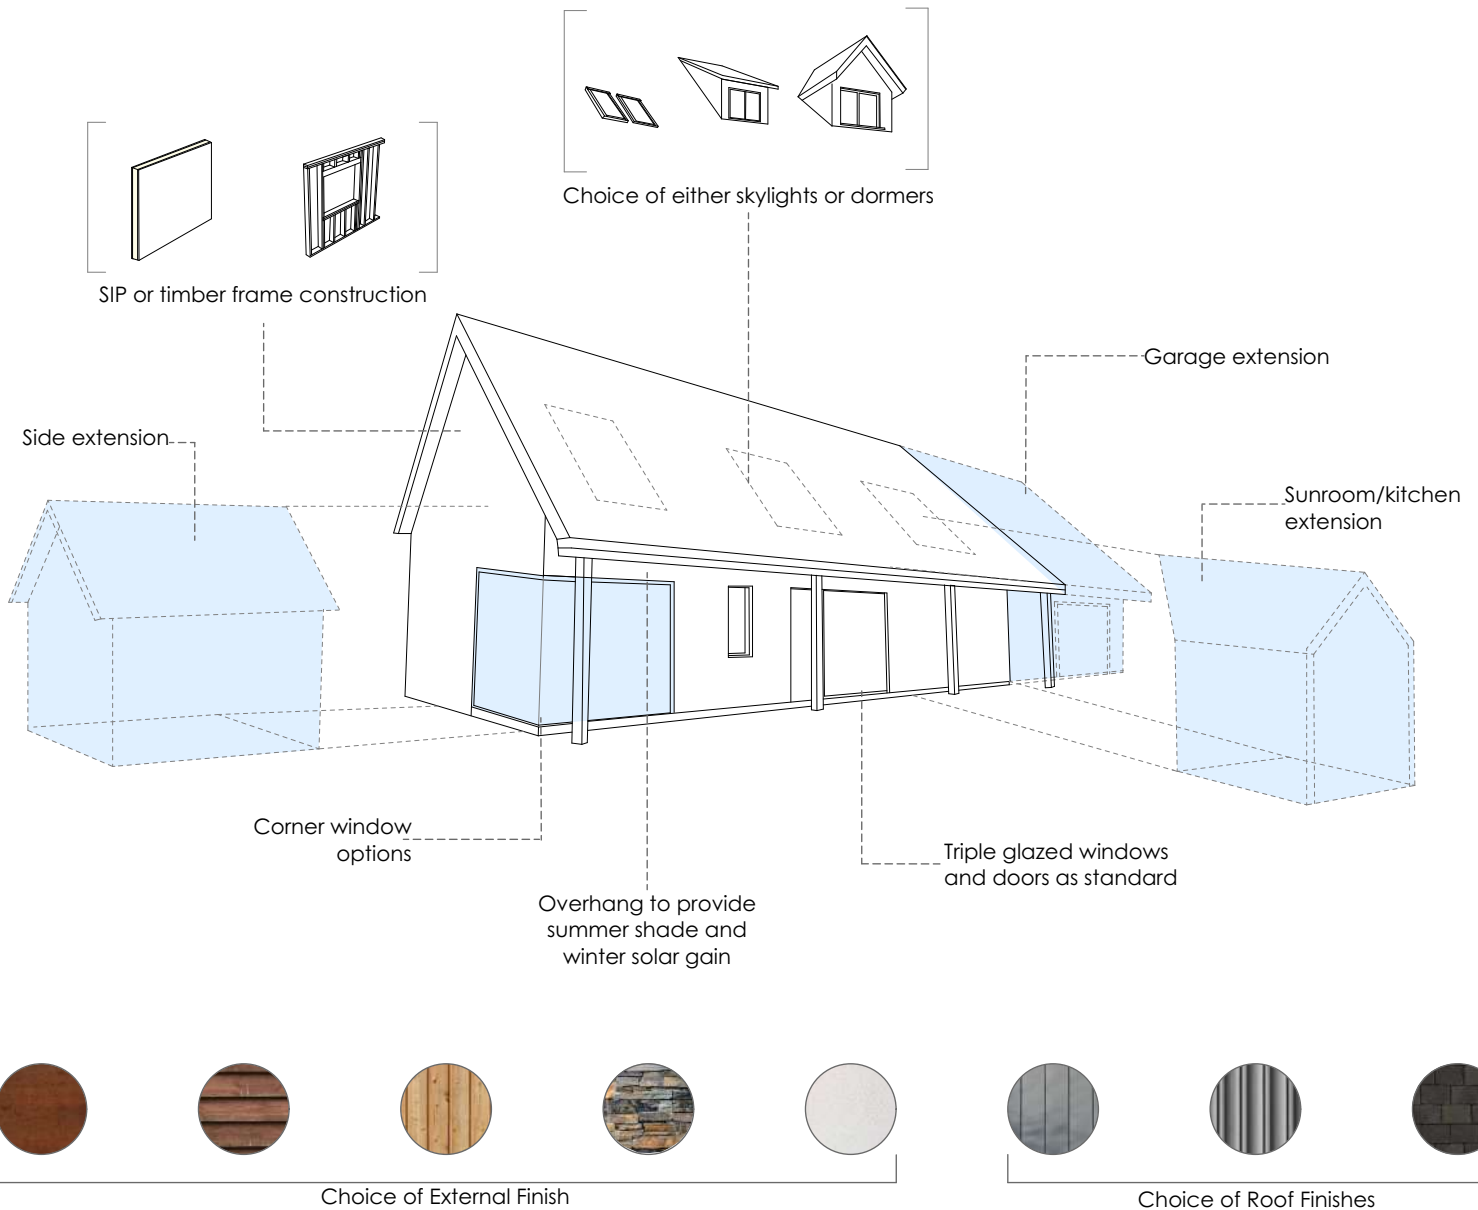 Choice of either skylights or dormers
SIP or timber frame construction
Garage extension
Side extension
Sunroom/kitchen
extension
Corner window
options
Triple glazed windows
and doors as standard
Overhang to provide
summer shade and
winter solar gain
Choice of External Finish
Choice of Roof Finishes